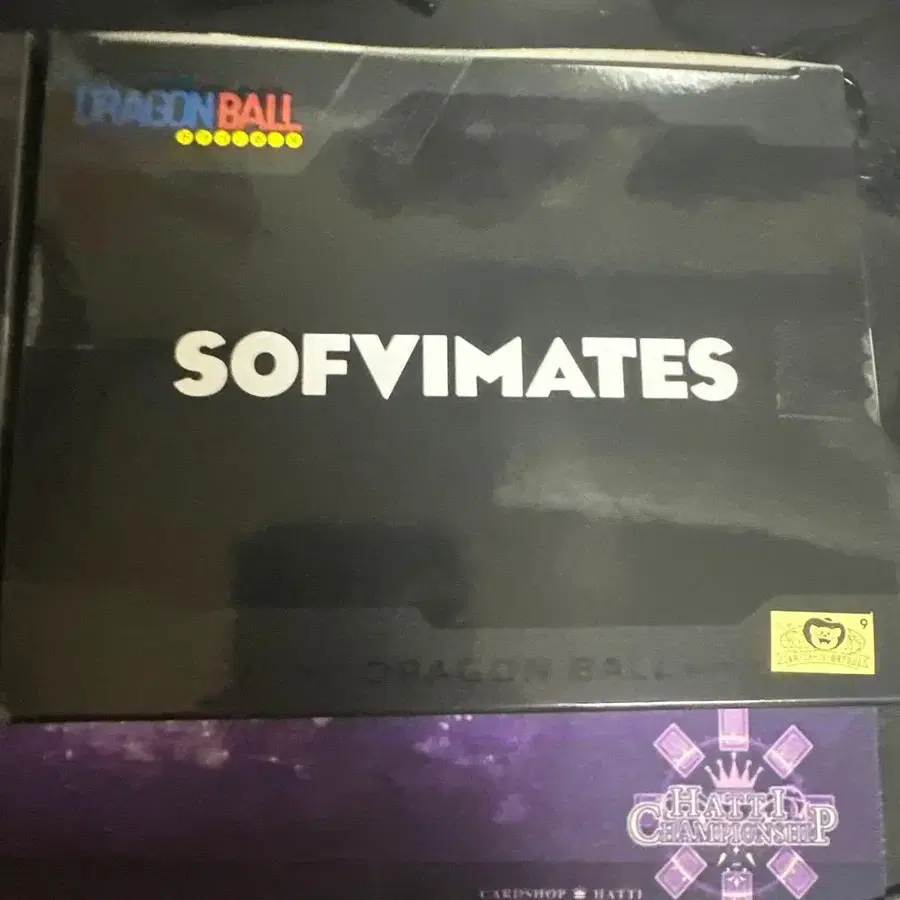 DRAGON BALL
SOFVIMATES
9
DRAGON BALL
HATTI
CHAMPIONSHIP
CARDSHOP HATTI